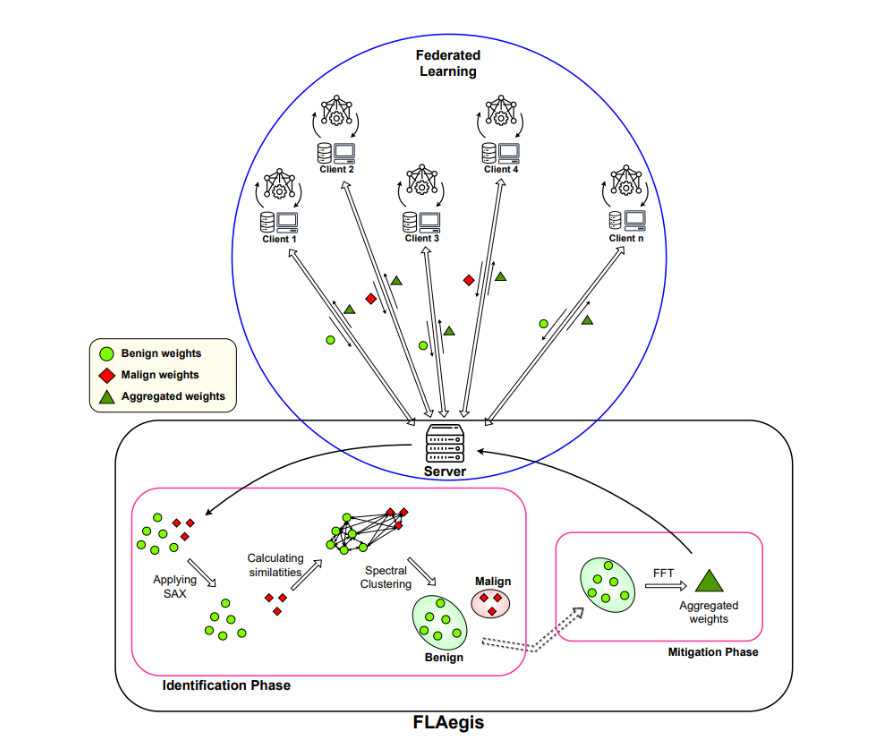 Federated
Learning
Client 2
Client 4
Client 1
Client 3
Client n
Benign weights
Malign weights
Aggregated weights
Server
Applying
SAX
Calculating
similatities
Spectral
Clustering
Malign
Benign
Identification Phase
FFT
Aggregated
weights
Mitigation Phase
FLAegis